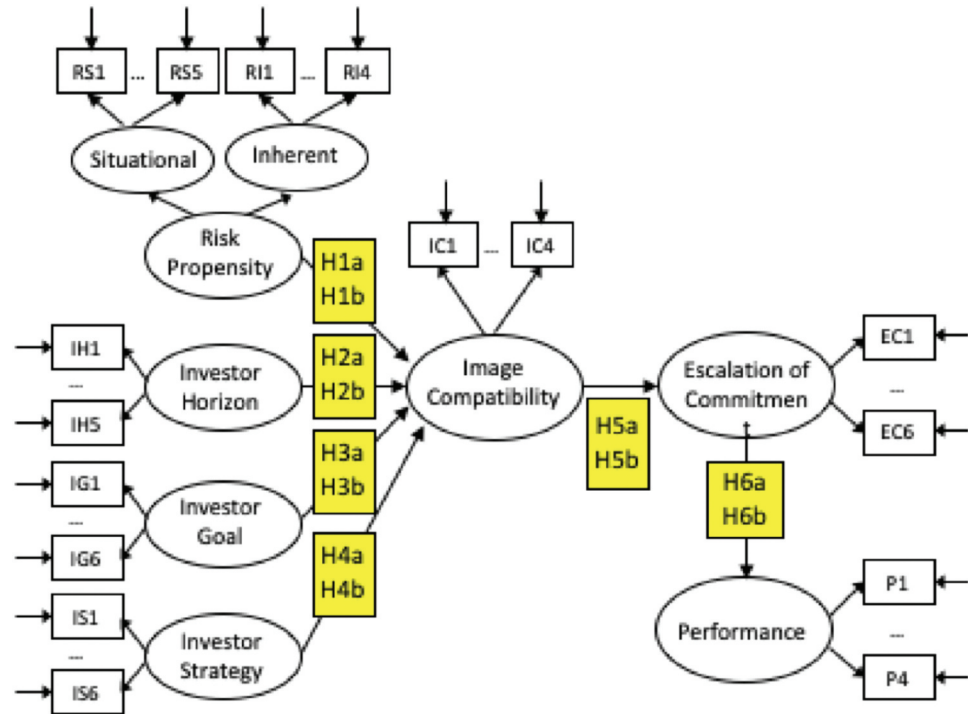 RS1 ... RS5 RI1 ... RI4
Situational
Inherent
Risk
Propensity
H1a
H1b
IC1 ... IC4
IH1
...
IH5
Investor
Horizon
H2a
H2b
Image
Compatibility
Escalation of
Commitmen
t
EC1
...
EC6
H5a
H5b
IG1
...
IG6
Investor
Goal
H3a
H3b
H6a
H6b
IS1
...
IS6
Investor
Strategy
H4a
H4b
Performance
P1
...
P4